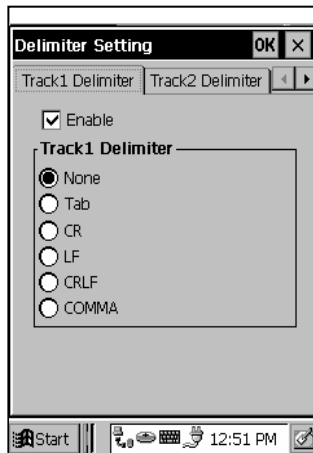 Delimiter Setting OK ×
Track1 Delimiter Track2 Delimiter
Enable
Track1 Delimiter
None
Tab
CR
LF
CRLF
COMMA
Start 12:51 PM